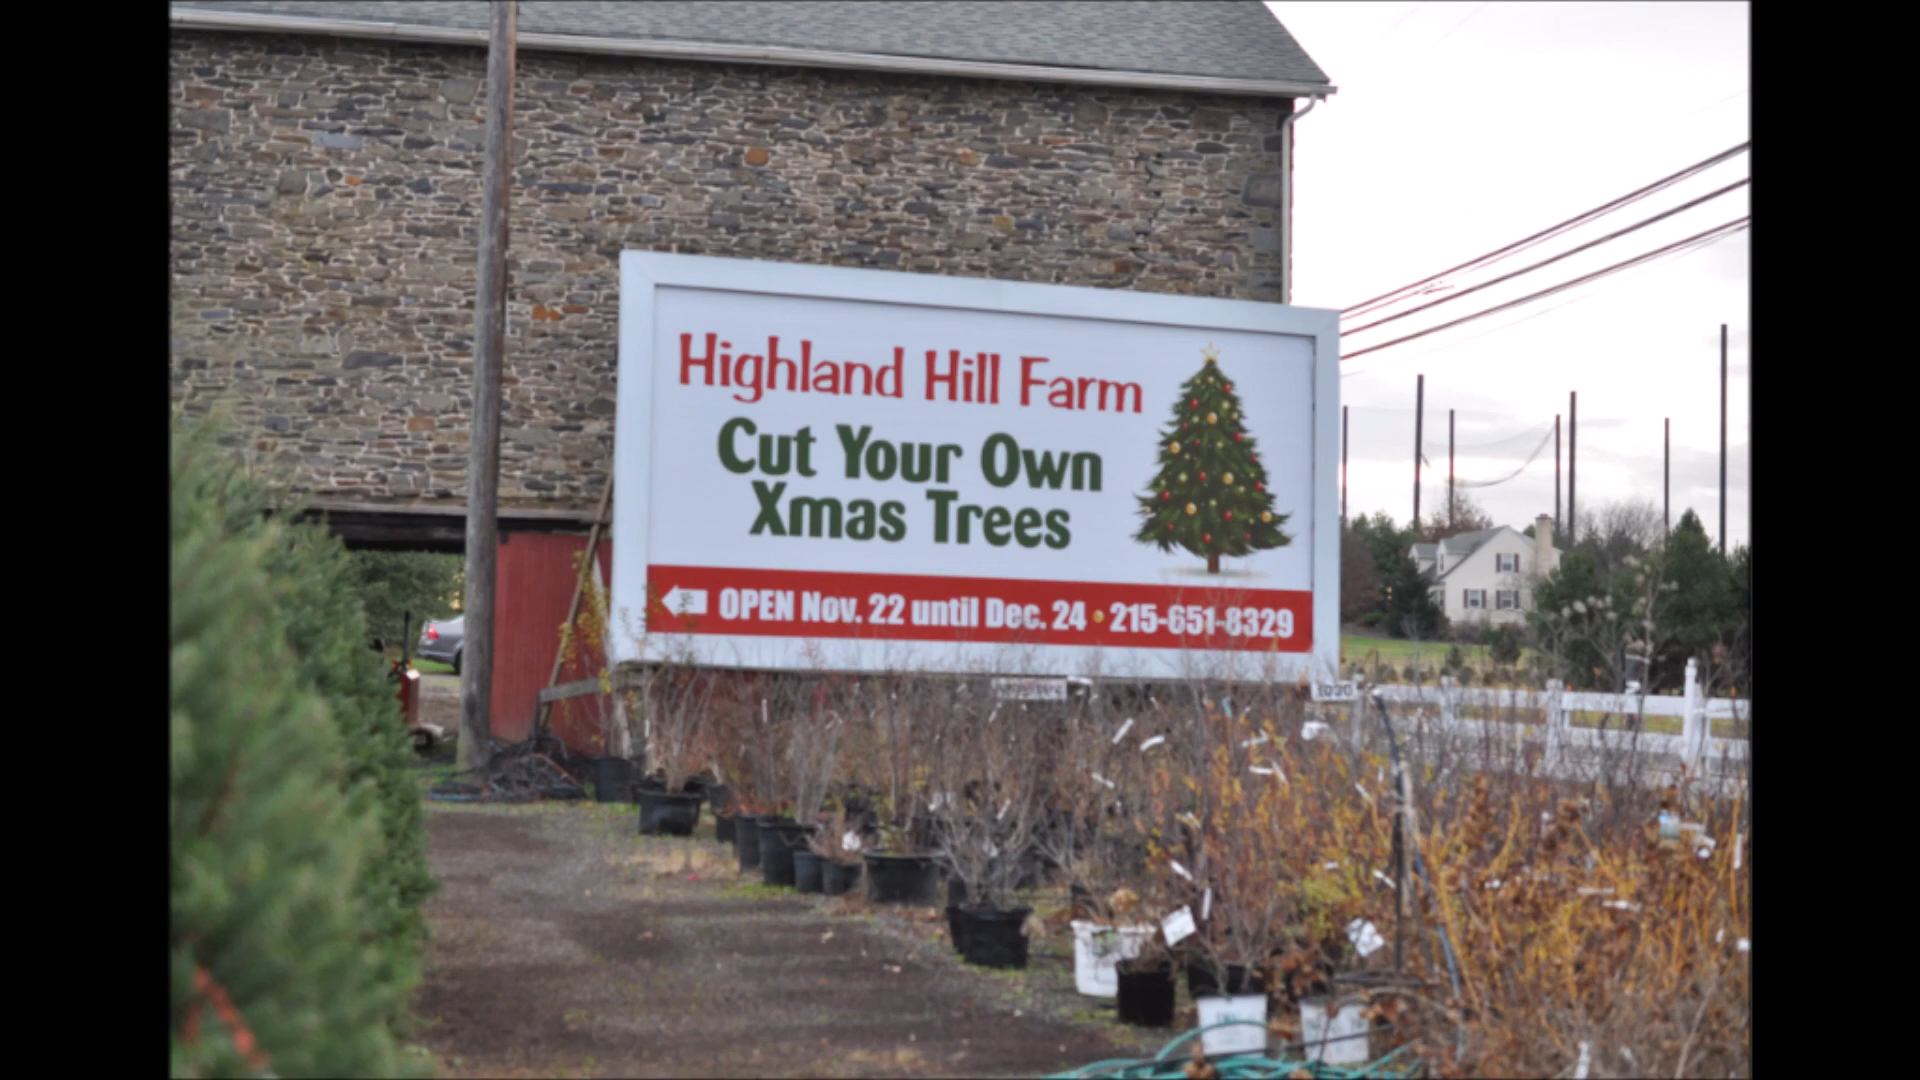 Highland Hill Farm
Cut Your Own
Xmas Trees
OPEN Nov. 22 until Dec. 24 • 215-651-8329